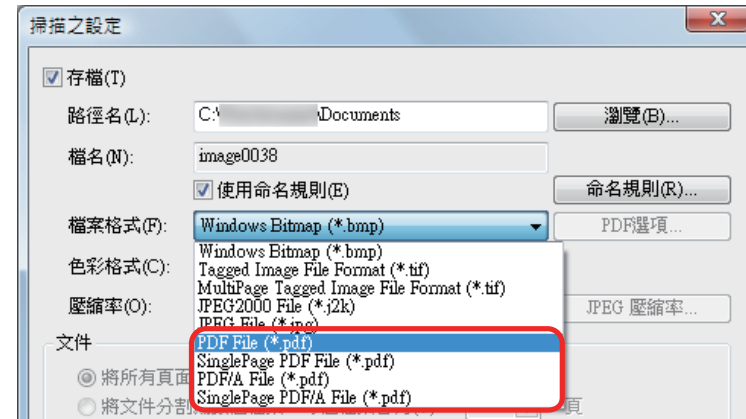 掃描之設定
存檔(T)
路徑名(L): C:\ \Documents 瀏覽(B)...
檔名(N): image0038
使用命名規則(E) 命名規則(R)...
檔案格式(F): Windows Bitmap (*.bmp) PDF選項...
Windows Bitmap (*.bmp)
色彩格式(C): Tagged Image File Format (*.tif)
MultiPage Tagged Image File Format (*.tif)
壓縮率(O): JPEG2000 File (*.j2k) JPEG 壓縮率...
JPEG File (*.jpg)
文件 PDF File (*.pdf)
SinglePage PDF File (*.pdf)
將所有頁面 PDF/A File (*.pdf)
將文件分割 SinglePage PDF/A File (*.pdf) 頁